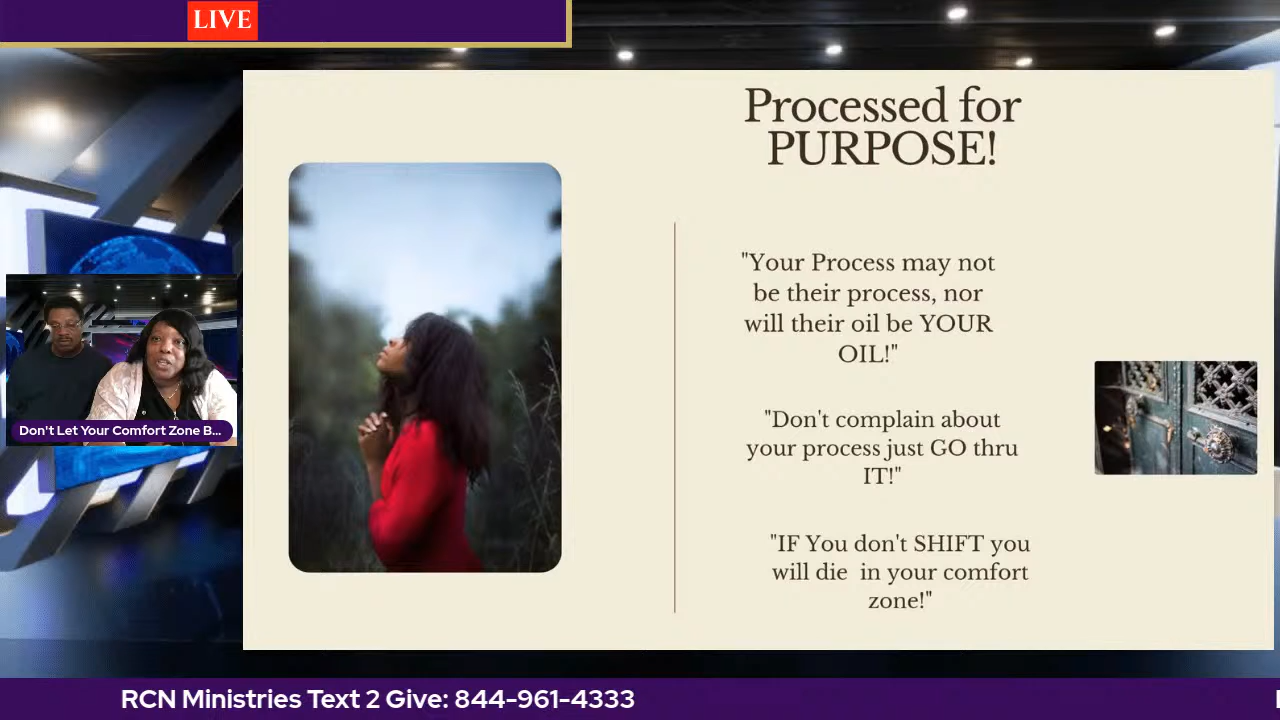 LIVE
Processed for
PURPOSE!
"Your Process may not
be their process, nor
will their oil be YOUR
OIL!"
"Don't complain about
your process just GO thru
IT!"
"IF You don't SHIFT you
will die in your comfort
zone!"
Don't Let Your Comfort Zone B...
RCN Ministries Text 2 Give: 844-961-4333